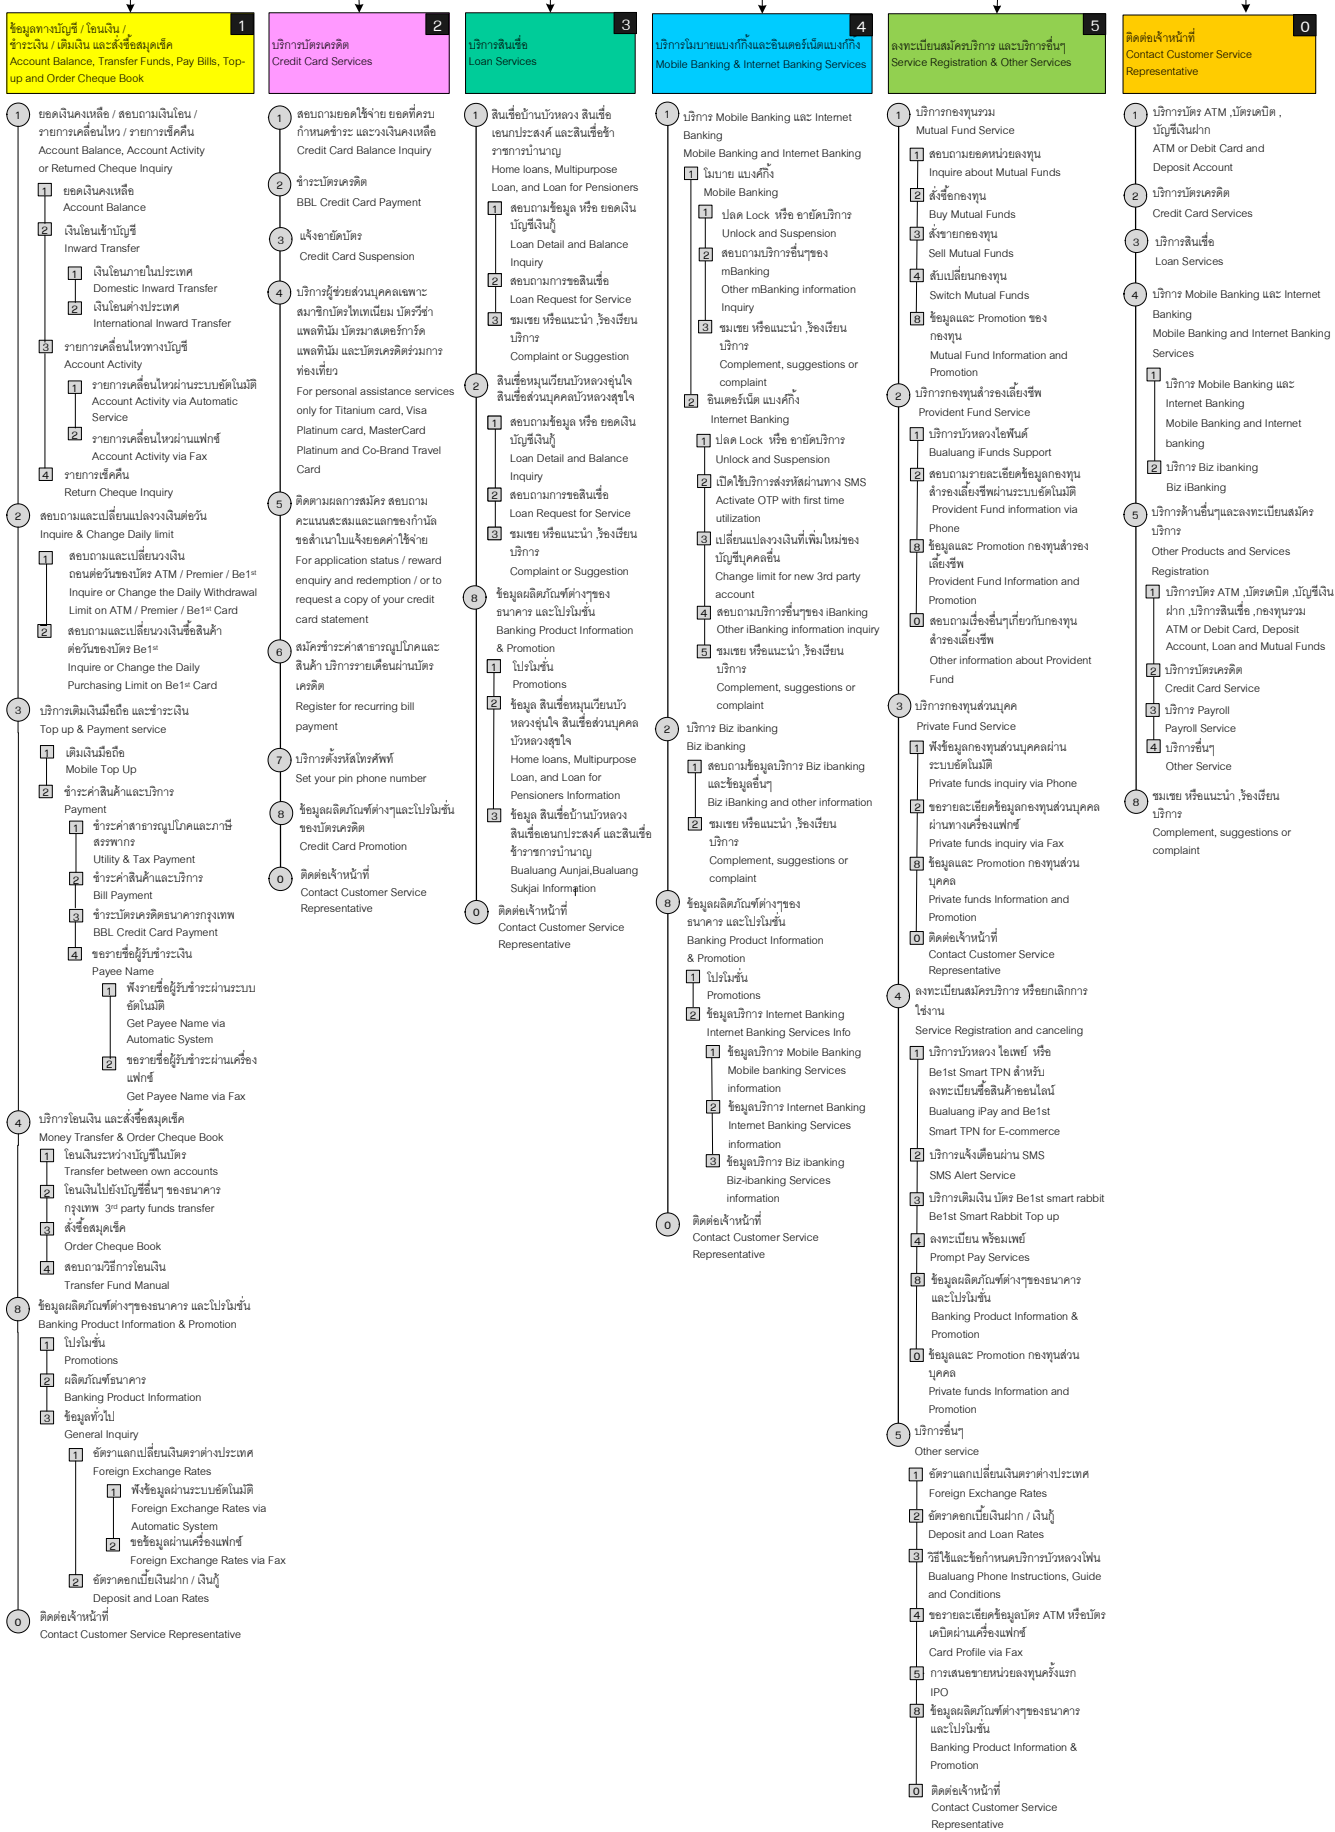 ข้อมูลทางบัญชี / โอนเงิน /
ชำระเงิน / เติมเงิน และสั่งซื้อสมุดเช็ค
Account Balance, Transfer Funds, Pay Bills, Top-
up and Order Cheque Book
1
1
ยอดเงินคงเหลือ / สอบถามเงินโอน /
รายการเคลื่อนไหว / รายการเช็คคืน
Account Balance, Account Activity
or Returned Cheque Inquiry
1 ยอดเงินคงเหลือ
Account Balance
2 เงินโอนเข้าบัญชี
Inward Transfer
1 เงินโอนภายในประเทศ
Domestic Inward Transfer
2 เงินโอนต่างประเทศ
International Inward Transfer
3 รายการเคลื่อนไหวทางบัญชี
Account Activity
1 รายการเคลื่อนไหวผ่านระบบอัตโนมัติ
Account Activity via Automatic
Service
2 รายการเคลื่อนไหวผ่านแฟกซ์
Account Activity via Fax
4 รายการเช็คคืน
Return Cheque Inquiry
2 สอบถามและเปลี่ยนแปลงวงเงินต่อวัน
Inquire & Change Daily limit
1 สอบถามและเปลี่ยนวงเงิน
ถอนต่อวันของบัตร ATM / Premier / Be1st
Inquire or Change the Daily Withdrawal
Limit on ATM / Premier / Be1st Card
2 สอบถามและเปลี่ยนวงเงินซื้อสินค้า
ต่อวันของบัตร Be1st
Inquire or Change the Daily
Purchasing Limit on Be1st Card
3 บริการเติมเงินมือถือ และชำระเงิน
Top up & Payment service
1 เติมเงินมือถือ
Mobile Top Up
2 ชำระค่าสินค้าและบริการ
Payment
1 ชำระค่าสาธารณูปโภคและภาษี
สรรพากร
Utility & Tax Payment
2 ชำระค่าสินค้าและบริการ
Bill Payment
3 ชำระบัตรเครดิตธนาคารกรุงเทพ
BBL Credit Card Payment
4 ขอรายชื่อผู้รับชำระเงิน
Payee Name
1 ฟังรายชื่อผู้รับชำระผ่านระบบ
อัตโนมัติ
Get Payee Name via
Automatic System
2 ขอรายชื่อผู้รับชำระผ่านเครื่อง
แฟกซ์
Get Payee Name via Fax
4 บริการโอนเงิน และสั่งซื้อสมุดเช็ค
Money Transfer & Order Cheque Book
1 โอนเงินระหว่างบัญชีในบัตร
Transfer between own accounts
2 โอนเงินไปยังบัญชีอื่นๆ ของธนาคาร
กรุงเทพ 3rd party funds transfer
3 สั่งซื้อสมุดเช็ค
Order Cheque Book
4 สอบถามวิธีการโอนเงิน
Transfer Fund Manual
8 ข้อมูลผลิตภัณฑ์ต่างๆของธนาคาร และโปรโมชั่น
Banking Product Information & Promotion
1 โปรโมชั่น
Promotions
2 ผลิตภัณฑ์ธนาคาร
Banking Product Information
3 ข้อมูลทั่วไป
General Inquiry
1 อัตราแลกเปลี่ยนเงินตราต่างประเทศ
Foreign Exchange Rates
1 ฟังข้อมูลผ่านระบบอัตโนมัติ
Foreign Exchange Rates via
Automatic System
2 ขอข้อมูลผ่านเครื่องแฟกซ์
Foreign Exchange Rates via Fax
2 อัตราดอกเบี้ยเงินฝาก / เงินกู้
Deposit and Loan Rates
0 ติดต่อเจ้าหน้าที่
Contact Customer Service Representative
บริการบัตรเครดิต
Credit Card Services
2
1 สอบถามยอดใช้จ่าย ยอดที่ครบ
กำหนดชำระ และวงเงินคงเหลือ
Credit Card Balance Inquiry
2 ชำระบัตรเครดิต
BBL Credit Card Payment
3 แจ้งอายัดบัตร
Credit Card Suspension
4 บริการผู้ช่วยส่วนบุคคลเฉพาะ
สมาชิกบัตรไทเทเนียม บัตรวีซ่า
แพลทินัม บัตรมาสเตอร์การ์ด
แพลทินัม และบัตรเครดิตร่วมการ
ท่องเที่ยว
For personal assistance services
only for Titanium card, Visa
Platinum card, MasterCard
Platinum and Co-Brand Travel
Card
5 ติดตามผลการสมัคร สอบถาม
คะแนนสะสมและแลกของกำนัล
ขอสำเนาใบแจ้งยอดค่าใช้จ่าย
For application status / reward
enquiry and redemption / or to
request a copy of your credit
card statement
6 สมัครชำระค่าสาธารณูปโภคและ
สินค้า บริการรายเดือนผ่านบัตร
เครดิต
Register for recurring bill
payment
7 บริการตั้งรหัสโทรศัพท์
Set your pin phone number
8 ข้อมูลผลิตภัณฑ์ต่างๆและโปรโมชั่น
ของบัตรเครดิต
Credit Card Promotion
0 ติดต่อเจ้าหน้าที่
Contact Customer Service
Representative
บริการสินเชื่อ
Loan Services
3
1 สินเชื่อบ้านบัวหลวง สินเชื่อ
เอนกประสงค์ และสินเชื่อข้า
ราชการบำนาญ
Home loans, Multipurpose
Loan, and Loan for Pensioners
1 สอบถามข้อมูล หรือ ยอดเงิน
บัญชีเงินกู้
Loan Detail and Balance
Inquiry
2 สอบถามการขอสินเชื่อ
Loan Request for Service
3 ชมเชย หรือแนะนำ ,ร้องเรียน
บริการ
Complaint or Suggestion
2 สินเชื่อหมุนเวียนบัวหลวงอุ่นใจ
สินเชื่อส่วนบุคคลบัวหลวงสุขใจ
1 สอบถามข้อมูล หรือ ยอดเงิน
บัญชีเงินกู้
Loan Detail and Balance
Inquiry
2 สอบถามการขอสินเชื่อ
Loan Request for Service
3 ชมเชย หรือแนะนำ ,ร้องเรียน
บริการ
Complaint or Suggestion
8 ข้อมูลผลิตภัณฑ์ต่างๆของ
ธนาคาร และโปรโมชั่น
Banking Product Information
& Promotion
1 โปรโมชั่น
Promotions
2 ข้อมูล สินเชื่อหมุนเวียนบัว
หลวงอุ่นใจ สินเชื่อส่วนบุคคล
บัวหลวงสุขใจ
Home loans, Multipurpose
Loan, and Loan for
Pensioners Information
3 ข้อมูล สินเชื่อบ้านบัวหลวง
สินเชื่อเอนกประสงค์ และสินเชื่อ
ข้าราชการบำนาญ
Bualuang Aunjai,Bualuang
Sukjai Information
0 ติดต่อเจ้าหน้าที่
Contact Customer Service
Representative
บริการโมบายแบงก์กิ้งและอินเตอร์เน็ตแบงก์กิ้ง
Mobile Banking & Internet Banking Services
4
1 บริการ Mobile Banking และ Internet
Banking
Mobile Banking and Internet Banking
1 โมบาย แบงค์กิ้ง
Mobile Banking
1 ปลด Lock หรือ อายัดบริการ
Unlock and Suspension
2 สอบถามบริการอื่นๆของ
mBanking
Other mBanking information
Inquiry
3 ชมเชย หรือแนะนำ ,ร้องเรียน
บริการ
Complement, suggestions or
complaint
2 อินเตอร์เน็ต แบงค์กิ้ง
Internet Banking
1 ปลด Lock หรือ อายัดบริการ
Unlock and Suspension
2 เปิดใช้บริการส่งรหัสผ่านทาง SMS
Activate OTP with first time
utilization
3 เปลี่ยนแปลงวงเงินที่เพิ่มใหม่ของ
บัญชีบุคคลอื่น
Change limit for new 3rd party
account
4 สอบถามบริการอื่นๆของ iBanking
Other iBanking information inquiry
5 ชมเชย หรือแนะนำ ,ร้องเรียน
บริการ
Complement, suggestions or
complaint
2 บริการ Biz ibanking
Biz ibanking
1 สอบถามข้อมูลบริการ Biz ibanking
และข้อมูลอื่นๆ
Biz iBanking and other information
2 ชมเชย หรือแนะนำ ,ร้องเรียน
บริการ
Complement, suggestions or
complaint
8 ข้อมูลผลิตภัณฑ์ต่างๆของ
ธนาคาร และโปรโมชั่น
Banking Product Information
& Promotion
1 โปรโมชั่น
Promotions
2 ข้อมูลบริการ Internet Banking
Internet Banking Services Info
1 ข้อมูลบริการ Mobile Banking
Mobile banking Services
information
2 ข้อมูลบริการ Internet Banking
Internet Banking Services
information
3 ข้อมูลบริการ Biz ibanking
Biz-ibanking Services
information
0 ติดต่อเจ้าหน้าที่
Contact Customer Service
Representative
ลงทะเบียนสมัครบริการ และบริการอื่นๆ
Service Registration & Other Services
5
1 บริการกองทุนรวม
Mutual Fund Service
1 สอบถามยอดหน่วยลงทุน
Inquire about Mutual Funds
2 สั่งซื้อกองทุน
Buy Mutual Funds
3 สั่งขายกองทุน
Sell Mutual Funds
4 สับเปลี่ยนกองทุน
Switch Mutual Funds
8 ข้อมูลและ Promotion ของ
กองทุน
Mutual Fund Information and
Promotion
2 บริการกองทุนสำรองเลี้ยงชีพ
Provident Fund Service
1 บริการบัวหลวงไอฟันด์
Bualuang iFunds Support
2 สอบถามรายละเอียดข้อมูลกองทุน
สำรองเลี้ยงชีพผ่านระบบอัตโนมัติ
Provident Fund information via
Phone
8 ข้อมูลและ Promotion กองทุนสำรอง
เลี้ยงชีพ
Provident Fund Information and
Promotion
0 สอบถามเรื่องอื่นๆเกี่ยวกับกองทุน
สำรองเลี้ยงชีพ
Other information about Provident
Fund
3 บริการกองทุนส่วนบุคค
Private Fund Service
1 ฟังข้อมูลกองทุนส่วนบุคคลผ่าน
ระบบอัตโนมัติ
Private funds inquiry via Phone
2 ขอรายละเอียดข้อมูลกองทุนส่วนบุคคล
ผ่านทางเครื่องแฟกซ์
Private funds inquiry via Fax
8 ข้อมูลและ Promotion กองทุนส่วน
บุคคล
Private funds Information and
Promotion
0 ติดต่อเจ้าหน้าที่
Contact Customer Service
Representative
4 ลงทะเบียนสมัครบริการ หรือยกเลิกการ
ใช้งาน
Service Registration and canceling
1 บริการบัวหลวง ไอเพย์ หรือ
Be1st Smart TPN สำหรับ
ลงทะเบียนซื้อสินค้าออนไลน์
Bualuang iPay and Be1st
Smart TPN for E-commerce
2 บริการแจ้งเตือนผ่าน SMS
SMS Alert Service
3 บริการเติมเงิน บัตร Be1st smart rabbit
Be1st Smart Rabbit Top up
4 ลงทะเบียน พร้อมเพย์
Prompt Pay Services
8 ข้อมูลผลิตภัณฑ์ต่างๆของธนาคาร
และโปรโมชั่น
Banking Product Information &
Promotion
0 ข้อมูลและ Promotion กองทุนส่วน
บุคคล
Private funds Information and
Promotion
5 บริการอื่นๆ
Other service
1 อัตราแลกเปลี่ยนเงินตราต่างประเทศ
Foreign Exchange Rates
2 อัตราดอกเบี้ยเงินฝาก / เงินกู้
Deposit and Loan Rates
3 วิธีใช้และข้อกำหนดบริการบัวหลวงโฟน
Bualuang Phone Instructions, Guide
and Conditions
4 ขอรายละเอียดข้อมูลบัตร ATM หรือบัตร
เดบิตผ่านเครื่องแฟกซ์
Card Profile via Fax
5 การเสนอขายหน่วยลงทุนครั้งแรก
IPO
8 ข้อมูลผลิตภัณฑ์ต่างๆของธนาคาร
และโปรโมชั่น
Banking Product Information &
Promotion
0 ติดต่อเจ้าหน้าที่
Contact Customer Service
Representative
ติดต่อเจ้าหน้าที่
Contact Customer Service
Representative
0
1 บริการบัตร ATM ,บัตรเดบิต ,
บัญชีเงินฝาก
ATM or Debit Card and
Deposit Account
2 บริการบัตรเครดิต
Credit Card Services
3 บริการสินเชื่อ
Loan Services
4 บริการ Mobile Banking และ Internet
Banking
Mobile Banking and Internet Banking
Services
1 บริการ Mobile Banking และ
Internet Banking
Mobile Banking and Internet
banking
2 บริการ Biz ibanking
Biz iBanking
5 บริการด้านอื่นๆและลงทะเบียนสมัคร
บริการ
Other Products and Services
Registration
1 บริการบัตร ATM ,บัตรเดบิต ,บัญชีเงิน
ฝาก ,บริการสินเชื่อ ,กองทุนรวม
ATM or Debit Card, Deposit
Account, Loan and Mutual Funds
2 บริการบัตรเครดิต
Credit Card Service
3 บริการ Payroll
Payroll Service
4 บริการอื่นๆ
Other Service
8 ชมเชย หรือแนะนำ ,ร้องเรียน
บริการ
Complement, suggestions or
complaint